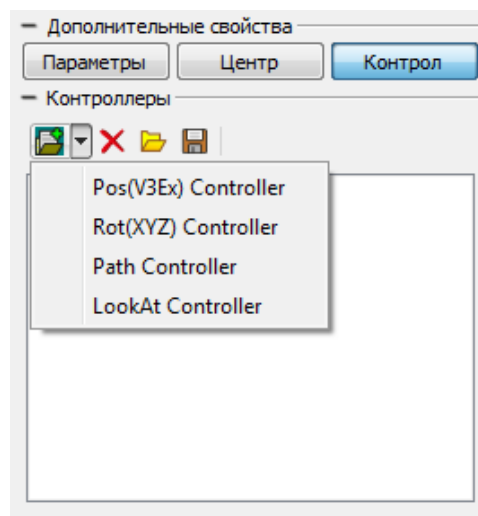 Дополнительные свойства
Параметры Центр Контрол
Контроллеры
Pos(V3Ex) Controller
Rot(XYZ) Controller
Path Controller
LookAt Controller